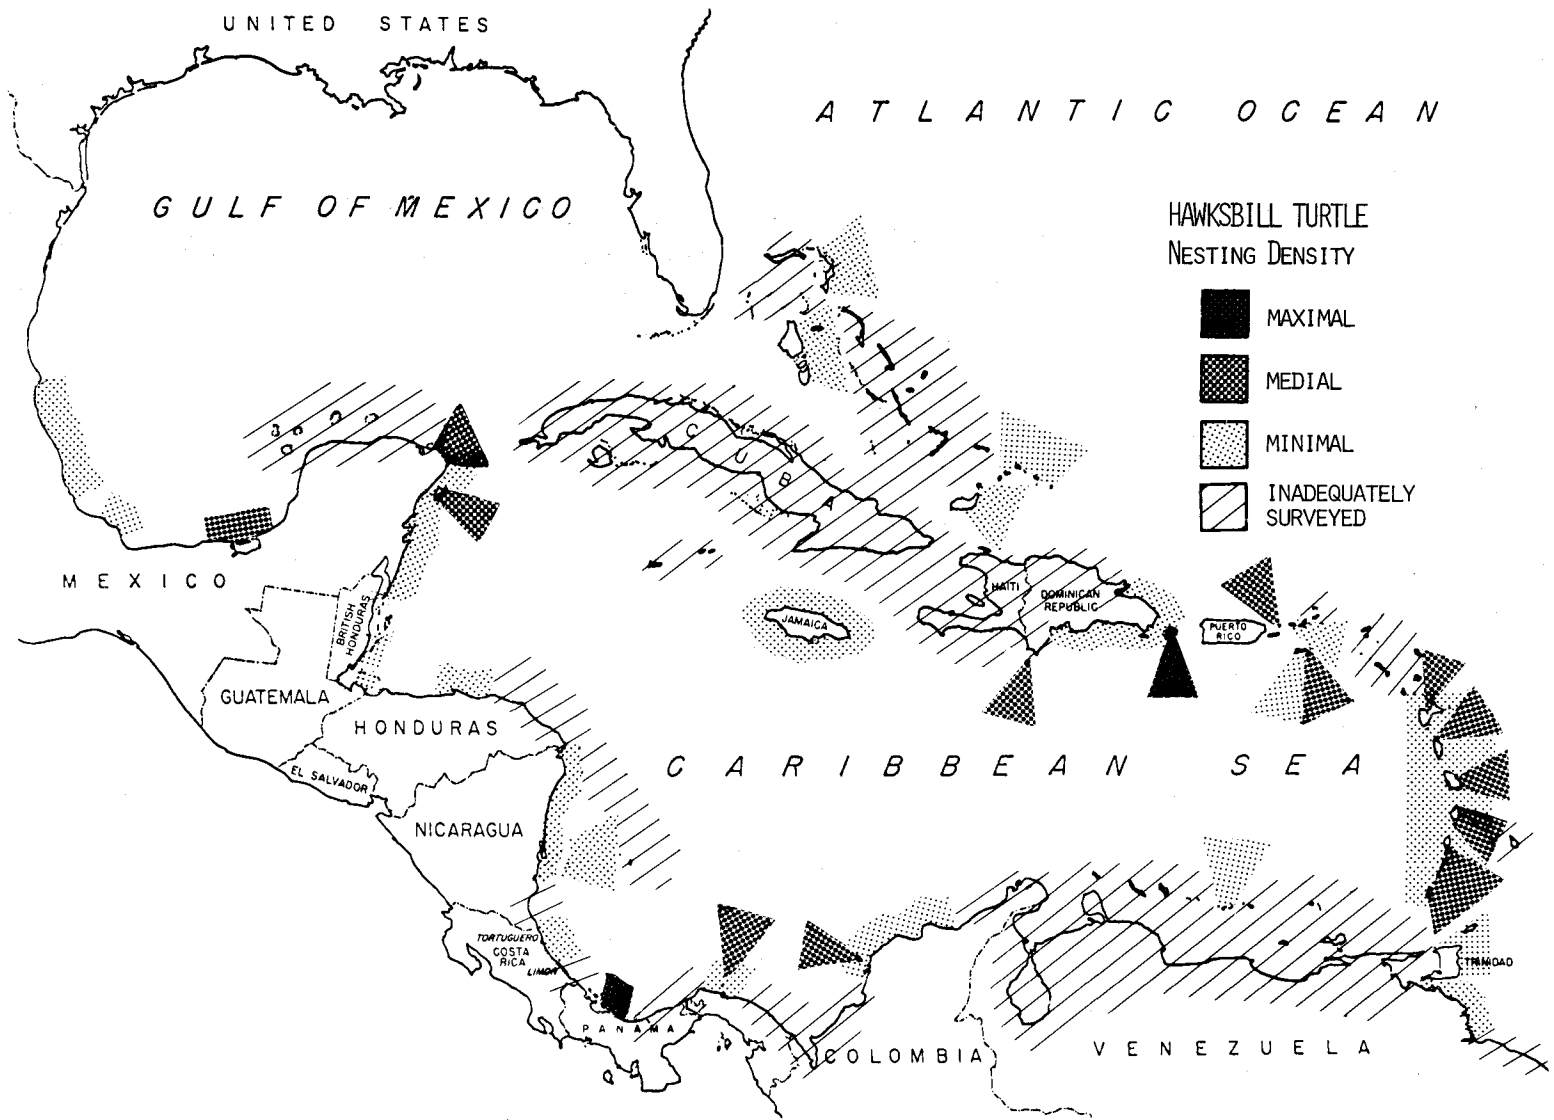 UNITED STATES
ATLANTIC OCEAN
GULF OF MEXICO
HAWKSBILL TURTLE
NESTING DENSITY
MAXIMAL
MEDIAL
MINIMAL
INADEQUATELY
SURVEYED
CUBA
MEXICO
BRITISH
HONDURAS
JAMAICA
HAITI
DOMINICAN
REPUBLIC
PUERTO
RICO
GUATEMALA
HONDURAS
EL SALVADOR
CARIBBEAN SEA
NICARAGUA
TORTUGUERO
COSTA
RICA
LIMON
TRINIDAD
PANAMA
COLOMBIA
VENEZUELA